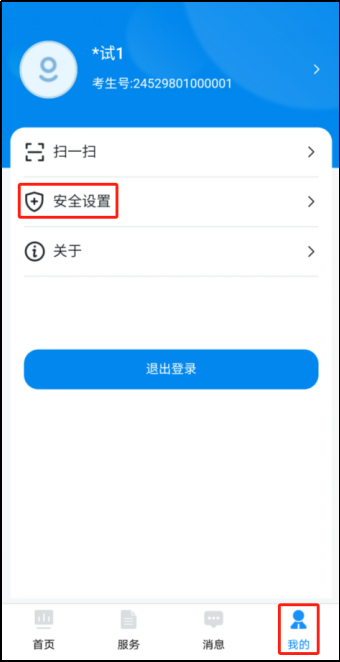 *试1
考生号:24529801000001
扫一扫
安全设置
关于
退出登录
首页
服务
消息
我的